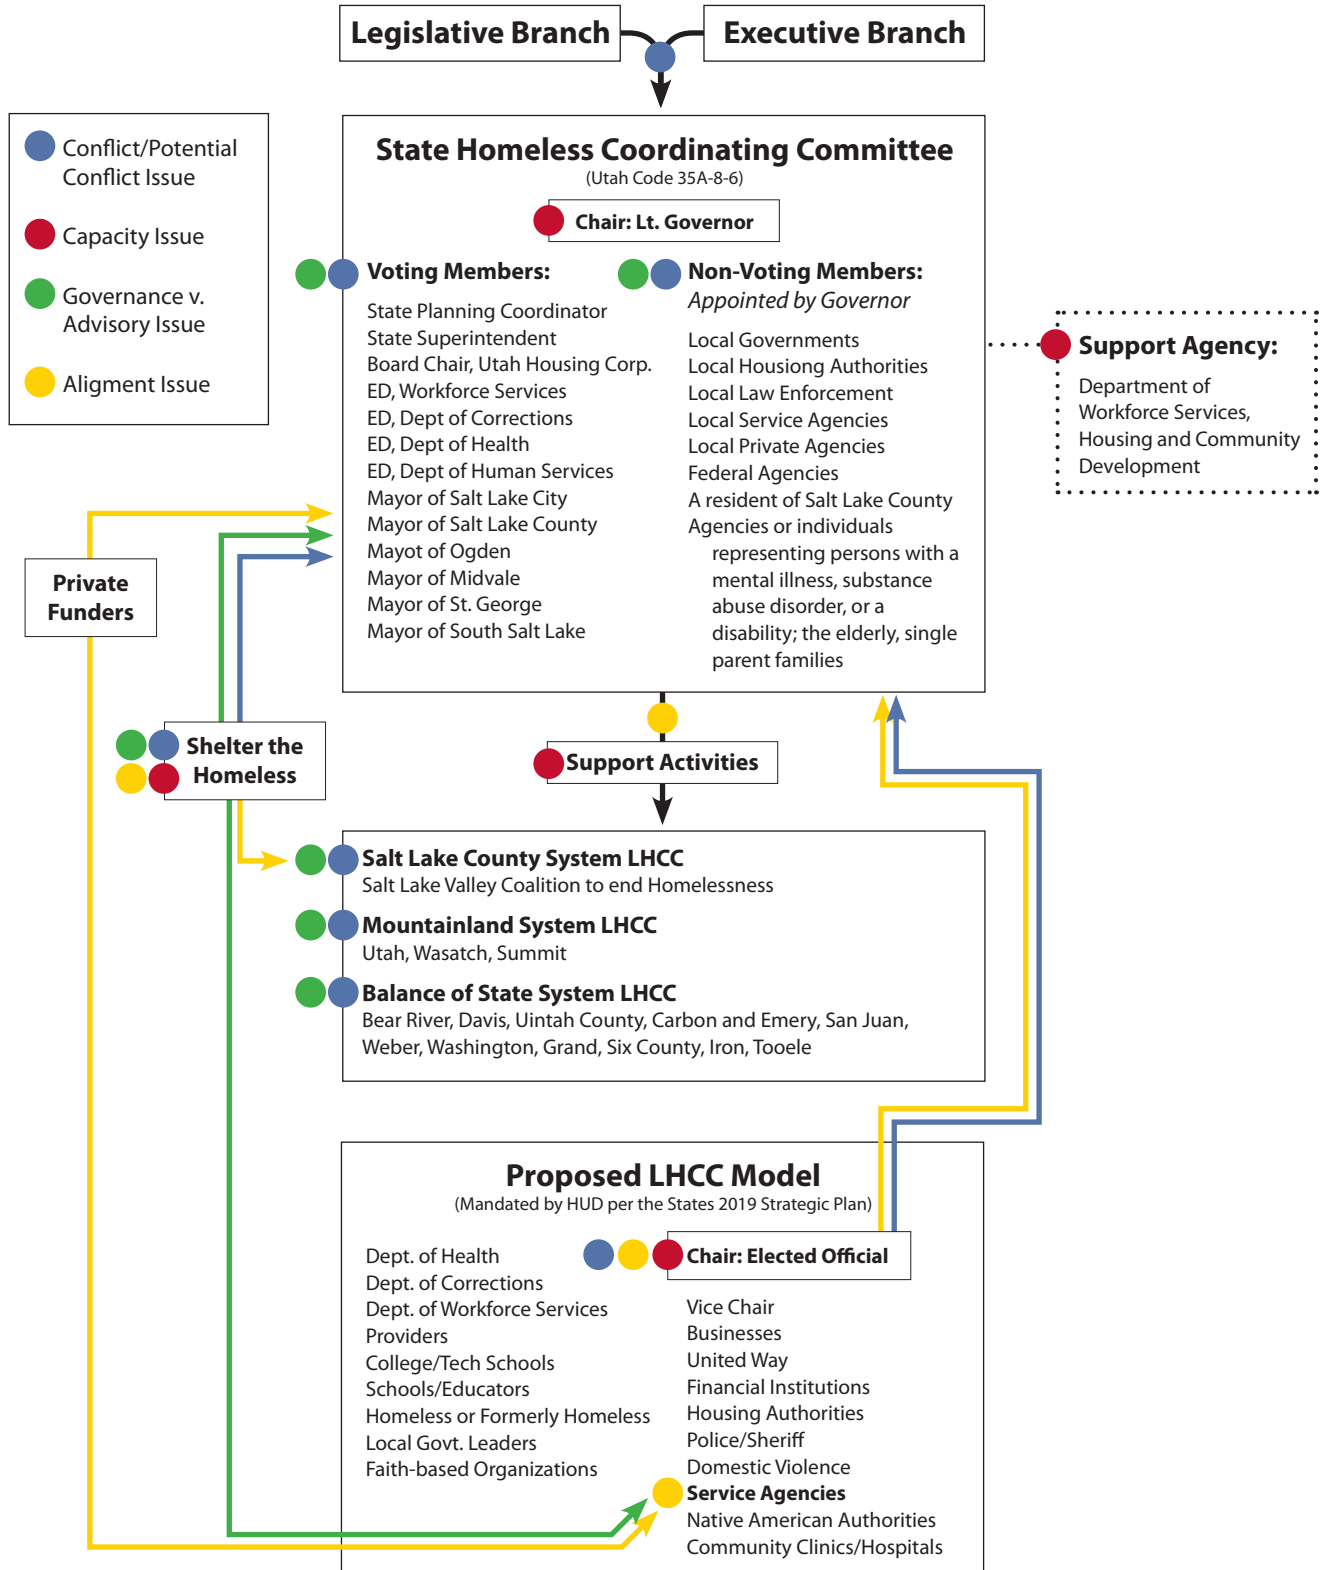 Legislative Branch
Executive Branch
Conflict/Potential
Conflict Issue
Capacity Issue
Governance v.
Advisory Issue
Aligment Issue
State Homeless Coordinating Committee
(Utah Code 35A-8-6)
Chair: Lt. Governor
Voting Members:
State Planning Coordinator
State Superintendent
Board Chair, Utah Housing Corp.
ED, Workforce Services
ED, Dept of Corrections
ED, Dept of Health
ED, Dept of Human Services
Mayor of Salt Lake City
Mayor of Salt Lake County
Mayot of Ogden
Mayor of Midvale
Mayor of St. George
Mayor of South Salt Lake
Non-Voting Members:
Appointed by Governor
Local Governments
Local Housiong Authorities
Local Law Enforcement
Local Service Agencies
Local Private Agencies
Federal Agencies
A resident of Salt Lake County
Agencies or individuals
representing persons with a
mental illness, substance
abuse disorder, or a
disability; the elderly, single
parent families
Support Agency:
Department of
Workforce Services,
Housing and Community
Development
Private
Funders
Shelter the
Homeless
Support Activities
Salt Lake County System LHCC
Salt Lake Valley Coalition to end Homelessness
Mountainland System LHCC
Utah, Wasatch, Summit
Balance of State System LHCC
Bear River, Davis, Uintah County, Carbon and Emery, San Juan,
Weber, Washington, Grand, Six County, Iron, Tooele
Proposed LHCC Model
(Mandated by HUD per the States 2019 Strategic Plan)
Dept. of Health
Dept. of Corrections
Dept. of Workforce Services
Providers
College/Tech Schools
Schools/Educators
Homeless or Formerly Homeless
Local Govt. Leaders
Faith-based Organizations
Chair: Elected Official
Vice Chair
Businesses
United Way
Financial Institutions
Housing Authorities
Police/Sheriff
Domestic Violence
Service Agencies
Native American Authorities
Community Clinics/Hospitals